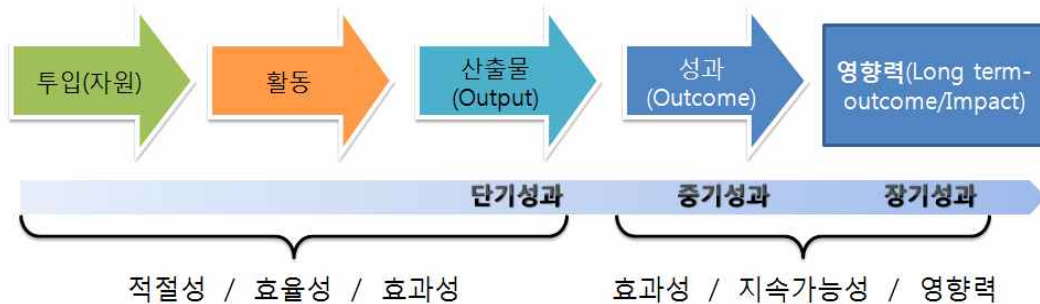 투입(자원)
활동
산출물
(Output)
성과
(Outcome)
영향력(Long term-
outcome/Impact)
단기성과
중기성과
장기성과
적절성 / 효율성 / 효과성
효과성 / 지속가능성 / 영향력